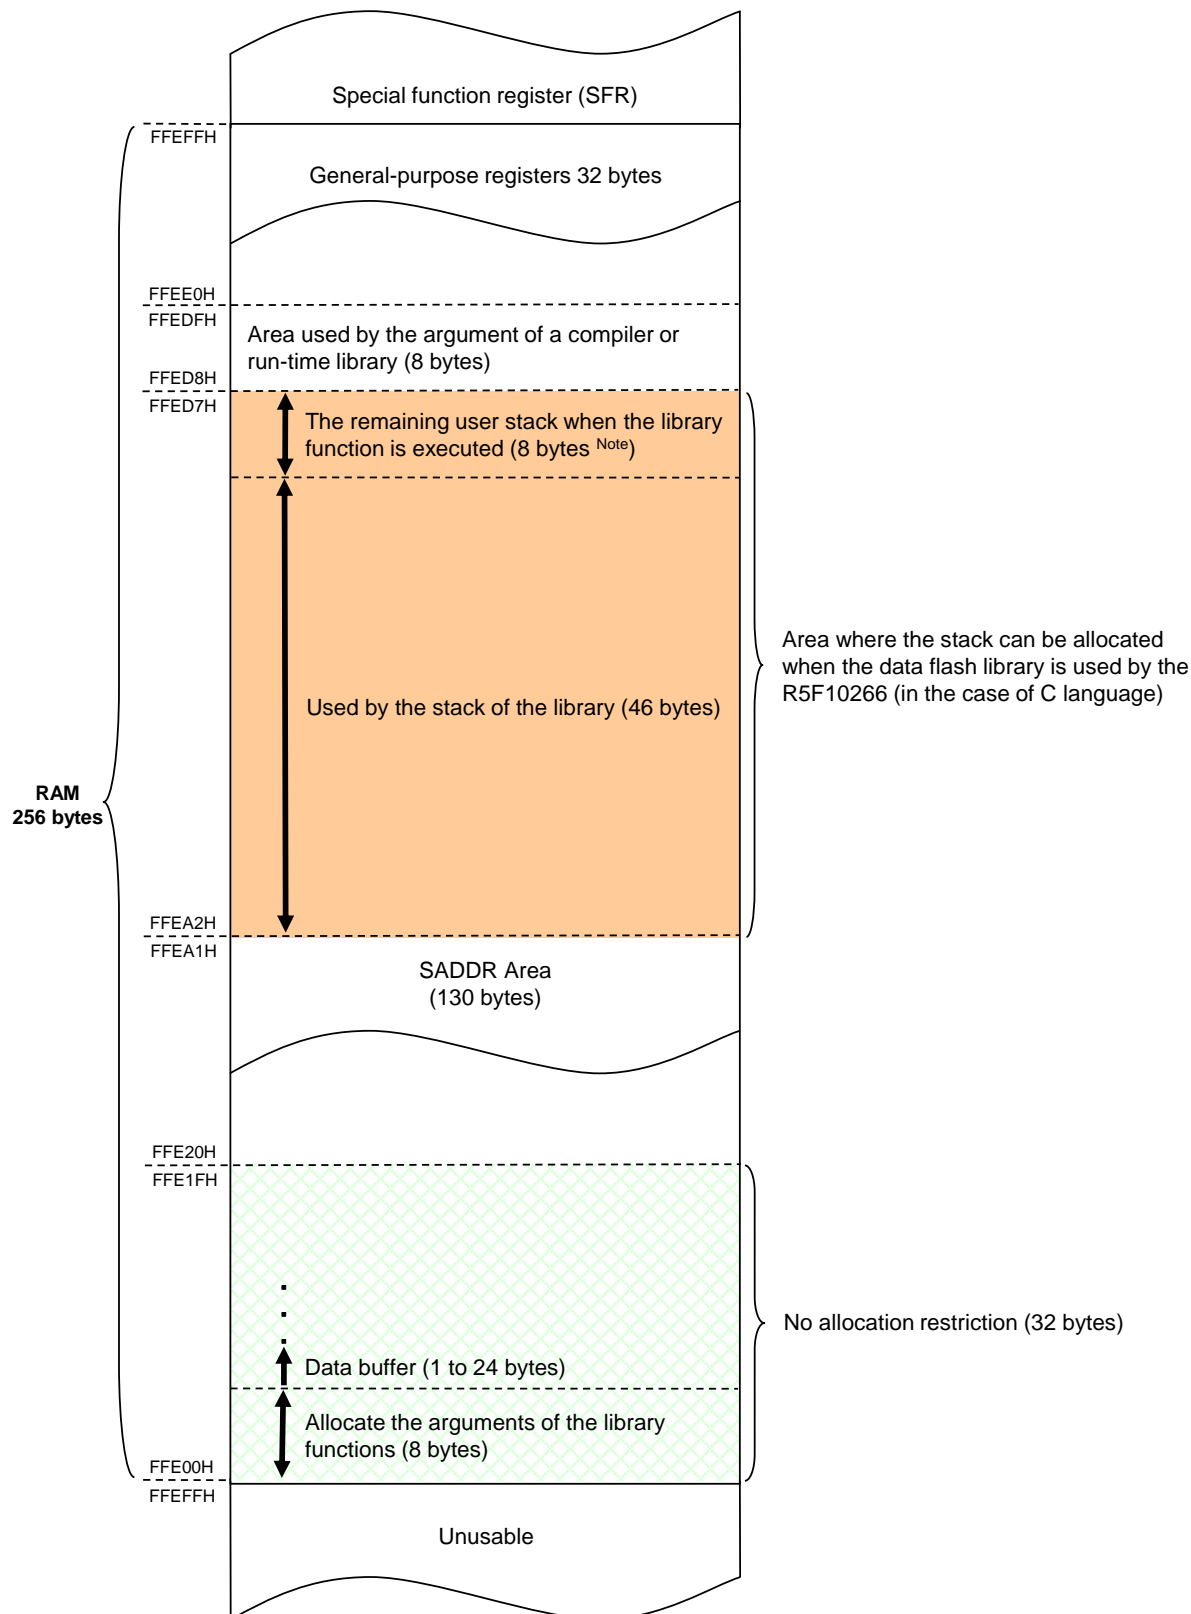 Special function register (SFR)
FFEFFH
General-purpose registers 32 bytes
FFEE0H
FFEDFH
Area used by the argument of a compiler or
run-time library (8 bytes)
FFED8H
FFED7H
The remaining user stack when the library
function is executed (8 bytes Note)
Used by the stack of the library (46 bytes)
Area where the stack can be allocated
when the data flash library is used by the
R5F10266 (in the case of C language)
RAM
256 bytes
FFEA2H
FFEA1H
SADDR Area
(130 bytes)
FFE20H
FFE1FH
No allocation restriction (32 bytes)
Data buffer (1 to 24 bytes)
Allocate the arguments of the library
functions (8 bytes)
FFE00H
FFEFFH
Unusable